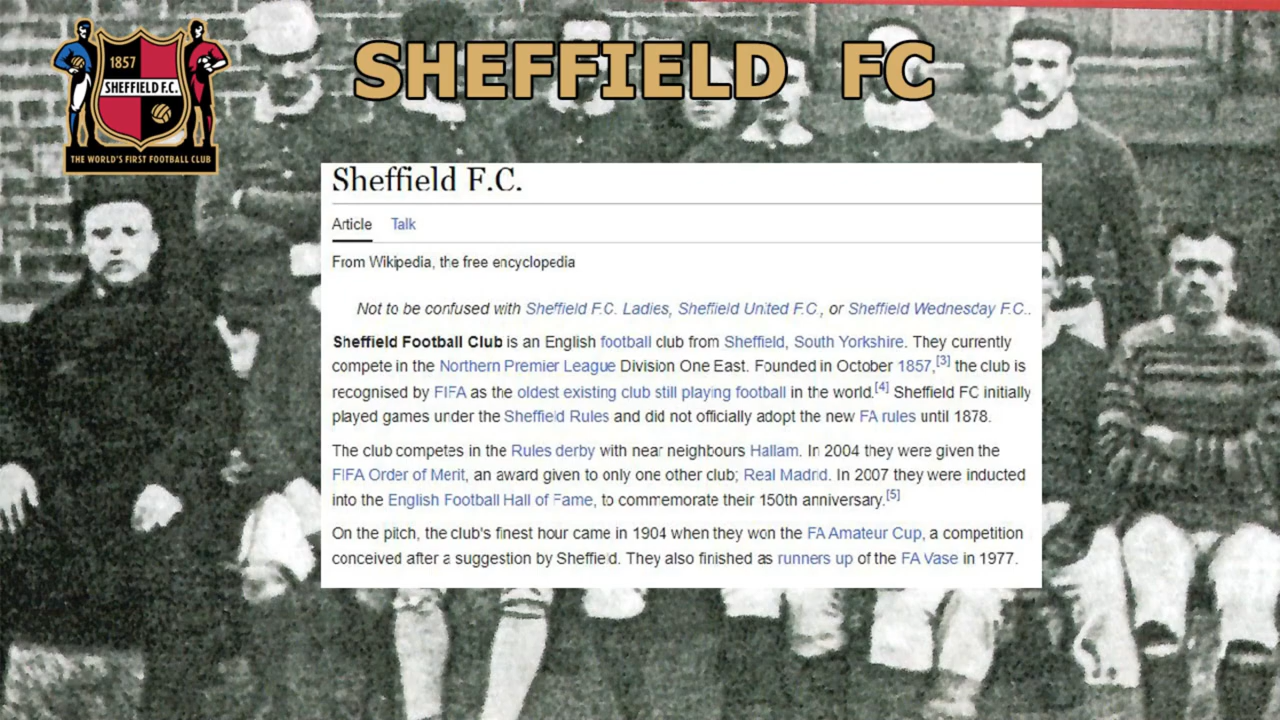 1857
SHEFFIELD F.C.
THE WORLD'S FIRST FOOTBALL CLUB
SHEFFIELD FC
Sheffield F.C.
Article Talk
From Wikipedia, the free encyclopedia
Not to be confused with Sheffield F.C. Ladies, Sheffield United F.C., or Sheffield Wednesday F.C..
Sheffield Football Club is an English football club from Sheffield, South Yorkshire. They currently
compete in the Northern Premier League Division One East. Founded in October 1857,[3] the club is
recognised by FIFA as the oldest existing club still playing football in the world.[4] Sheffield FC initially
played games under the Sheffield Rules and did not officially adopt the new FA rules until 1878.
The club competes in the Rules derby with near neighbours Hallam. In 2004 they were given the
FIFA Order of Merit, an award given to only one other club; Real Madrid. In 2007 they were inducted
into the English Football Hall of Fame, to commemorate their 150th anniversary.[5]
On the pitch, the club's finest hour came in 1904 when they won the FA Amateur Cup, a competition
conceived after a suggestion by Sheffield. They also finished as runners up of the FA Vase in 1977.